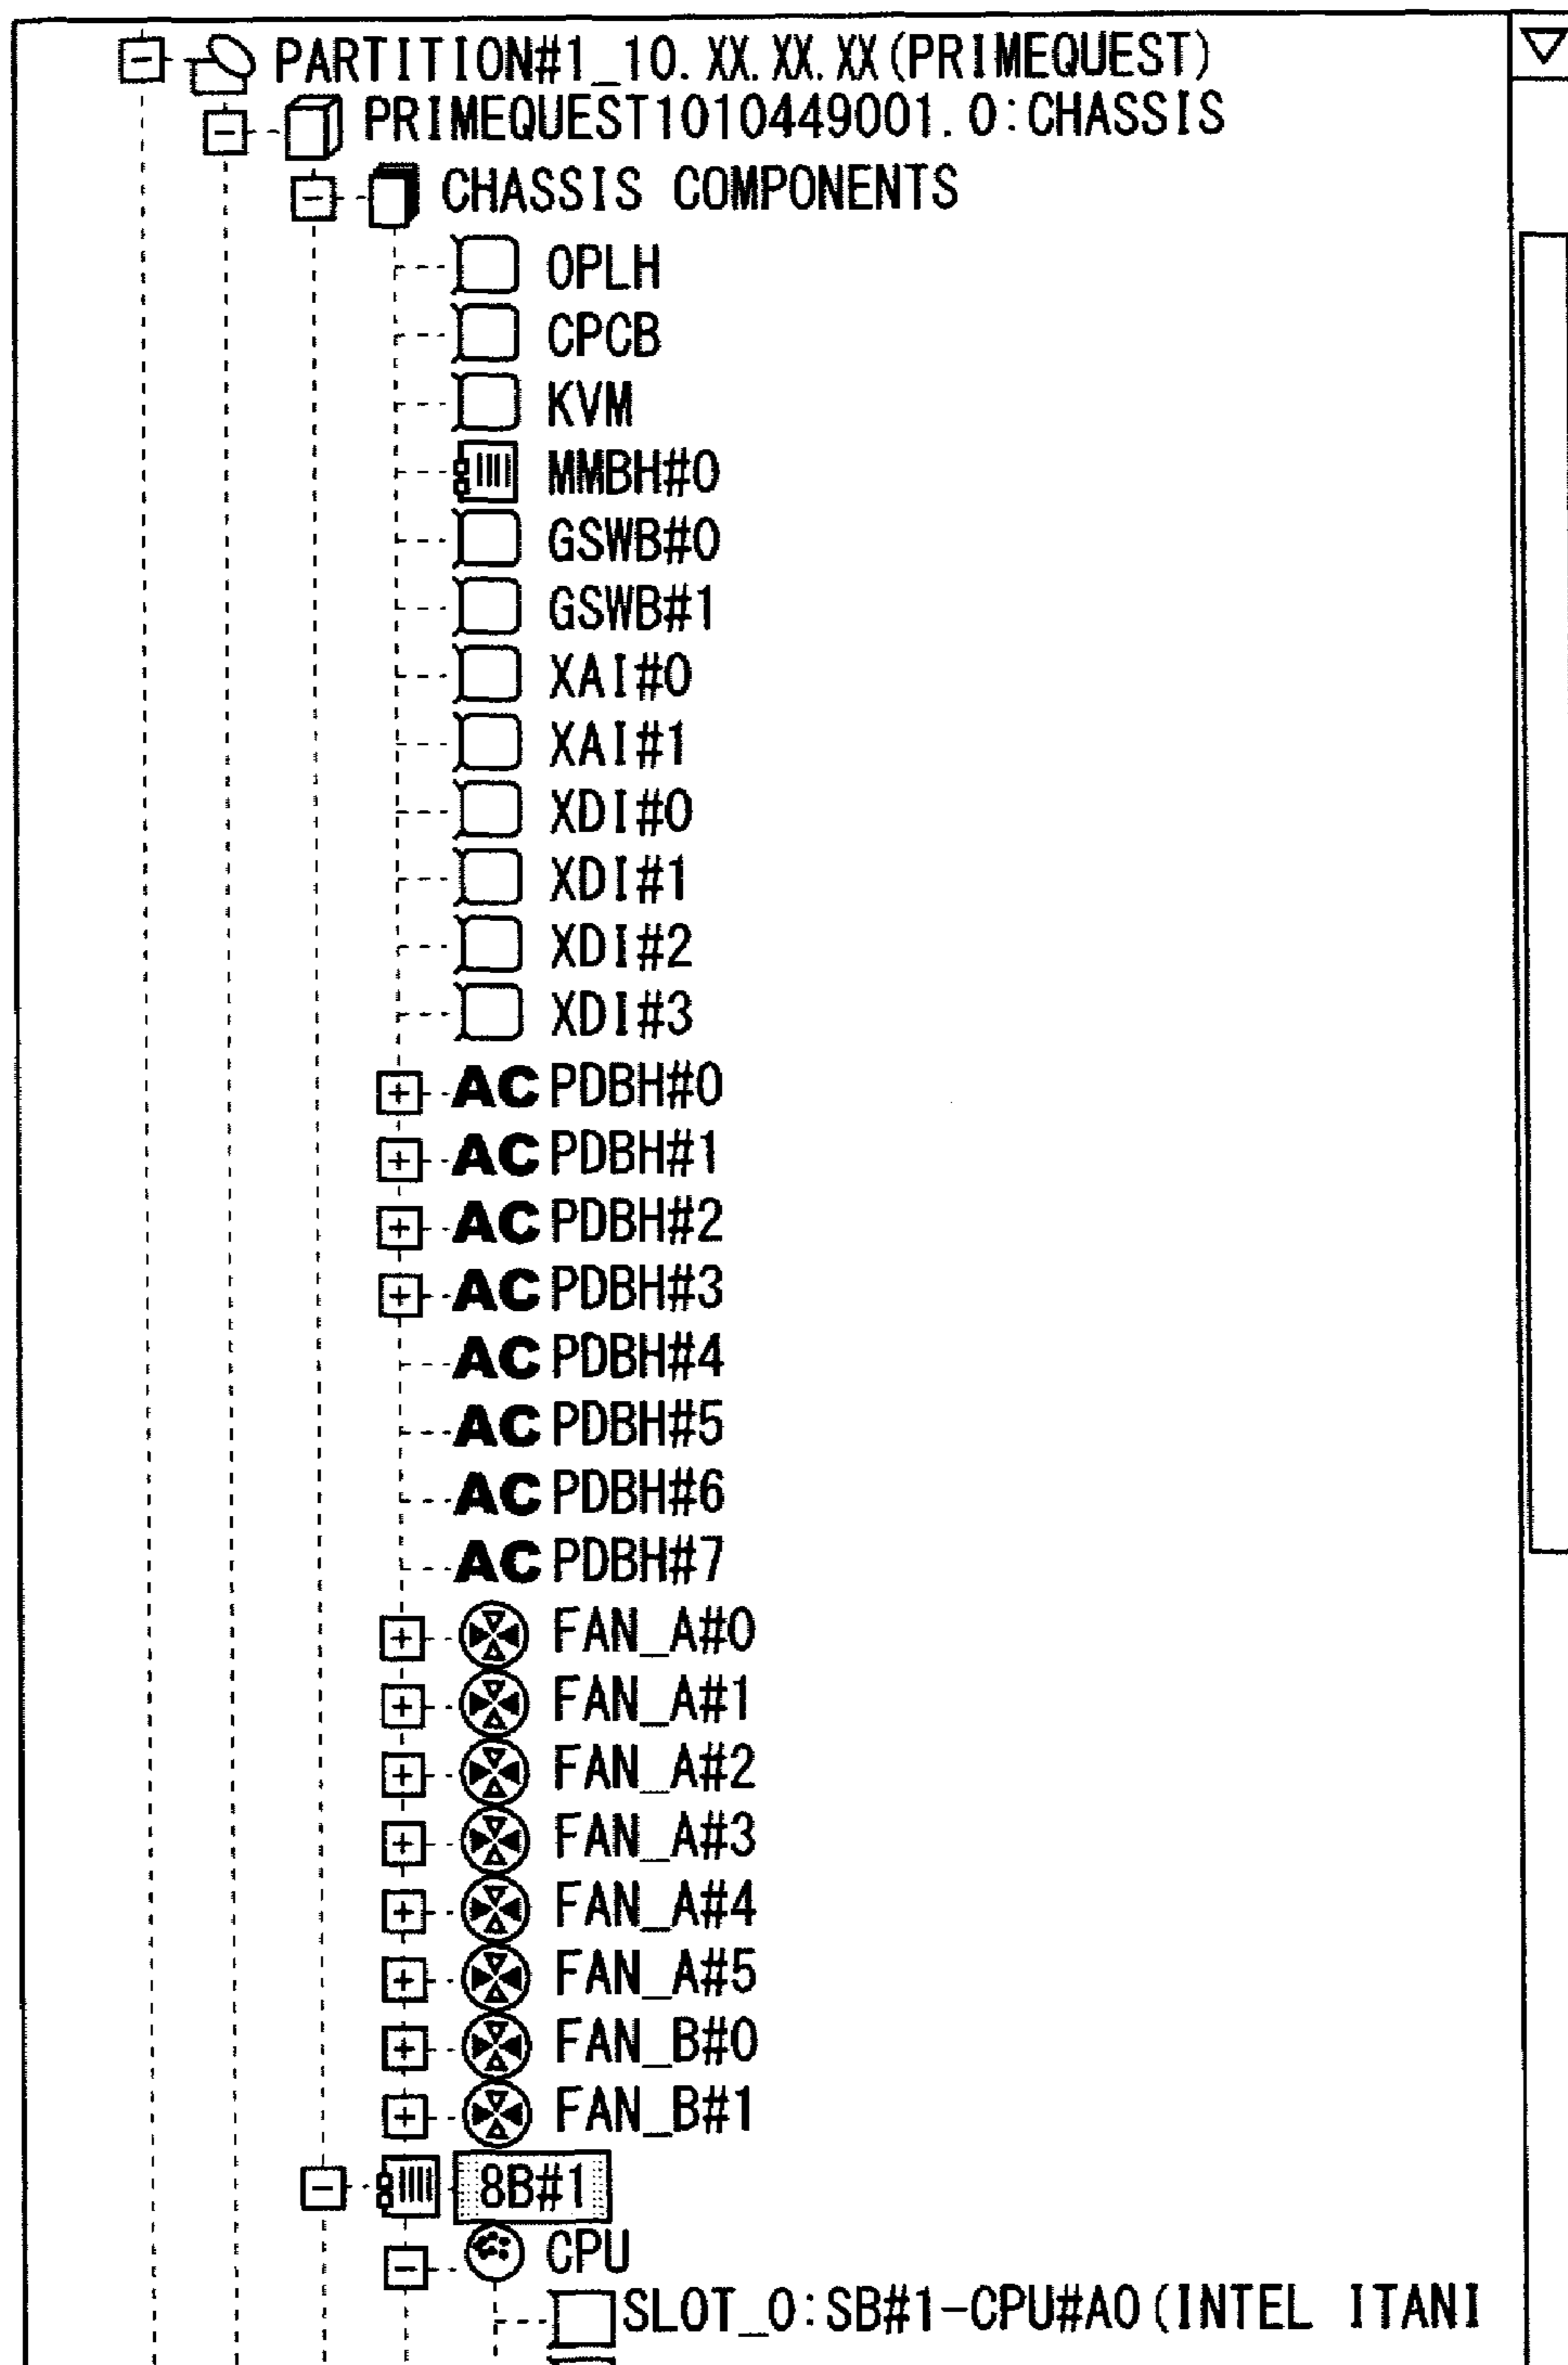 PARTITION#1_10.XX.XX.XX(PRIMEQUEST)
PRIMEQUEST1010449001.0:CHASSIS
CHASSIS COMPONENTS
OPLH
CPCB
KVM
MMBH#0
GSWB#0
GSWB#1
XAI#0
XAI#1
XDI#0
XDI#1
XDI#2
XDI#3
AC PDBH#0
AC PDBH#1
AC PDBH#2
AC PDBH#3
AC PDBH#4
AC PDBH#5
AC PDBH#6
AC PDBH#7
FAN_A#0
FAN_A#1
FAN_A#2
FAN_A#3
FAN_A#4
FAN_A#5
FAN_B#0
FAN_B#1
8B#1
CPU
SLOT_0:SB#1-CPU#A0(INTEL ITANI